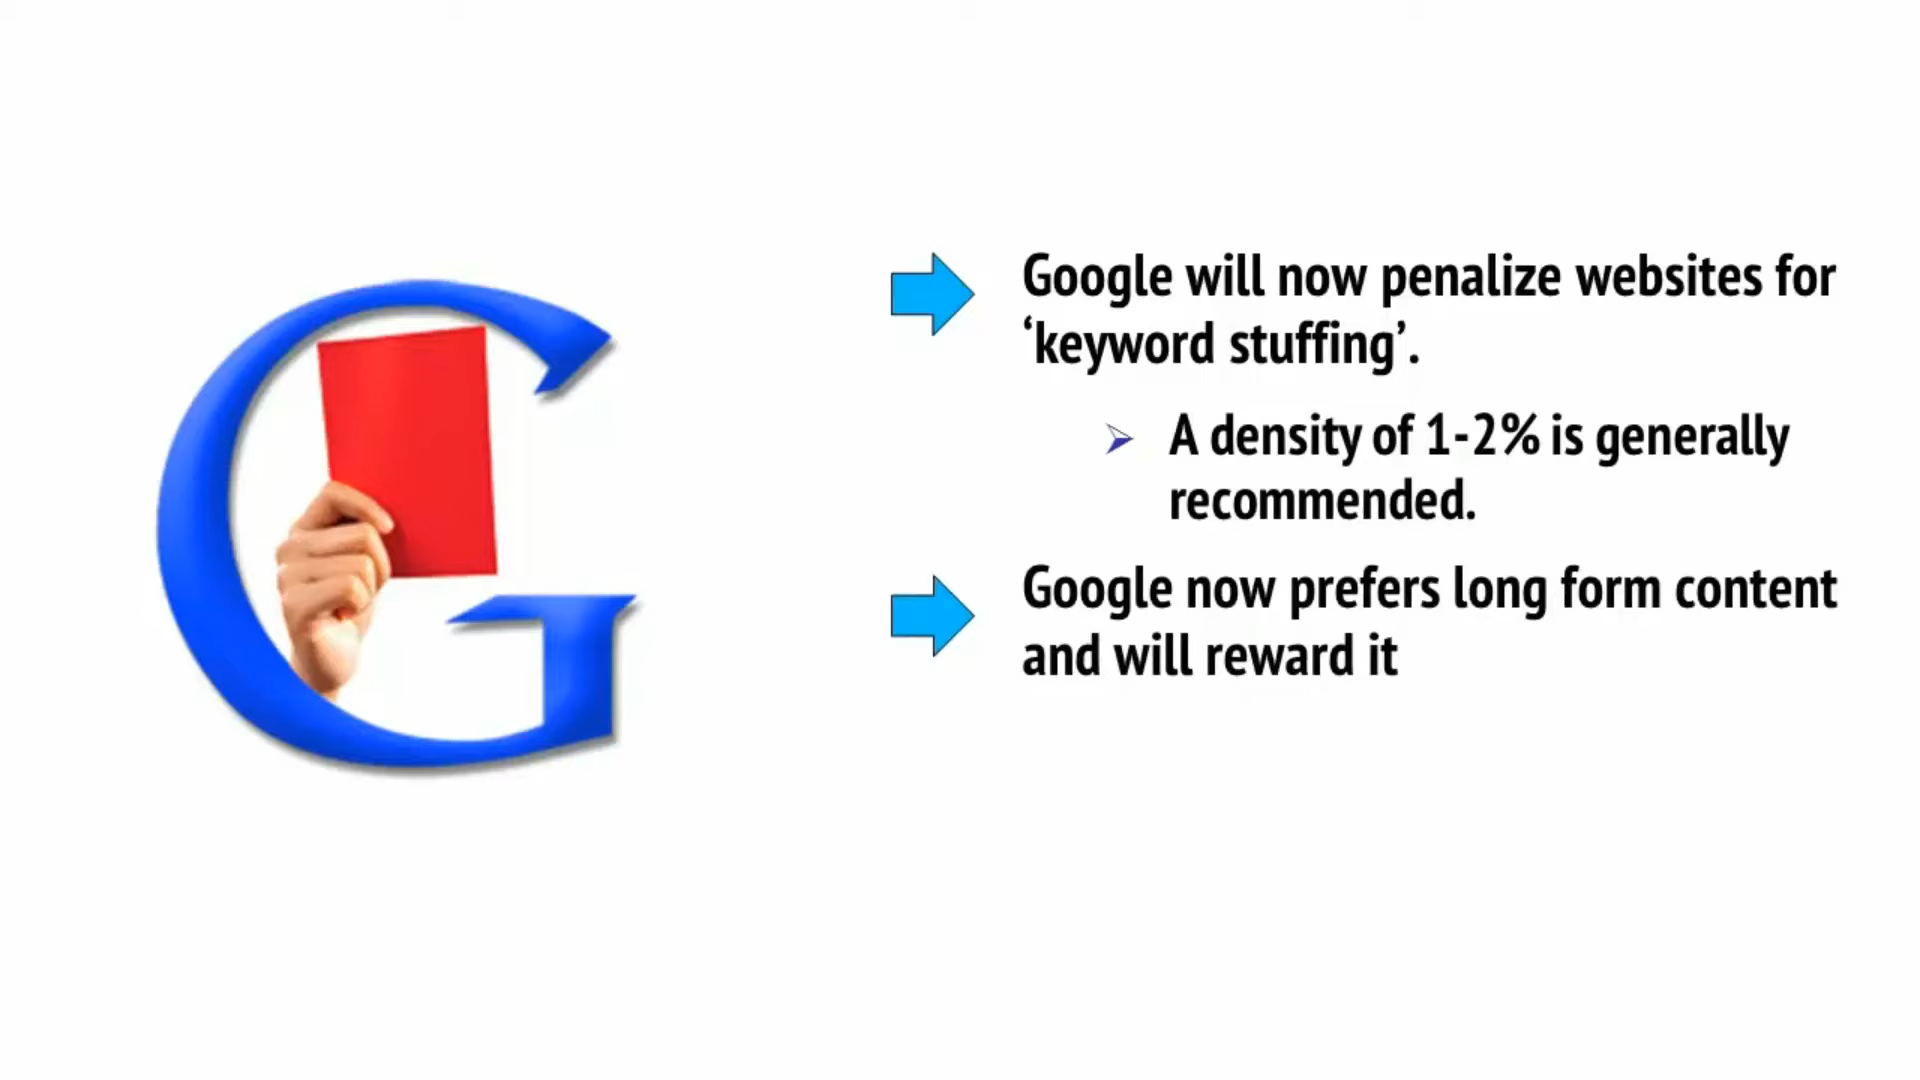 Google will now penalize websites for
‘keyword stuffing’.
A density of 1-2% is generally
recommended.
Google now prefers long form content
and will reward it
G